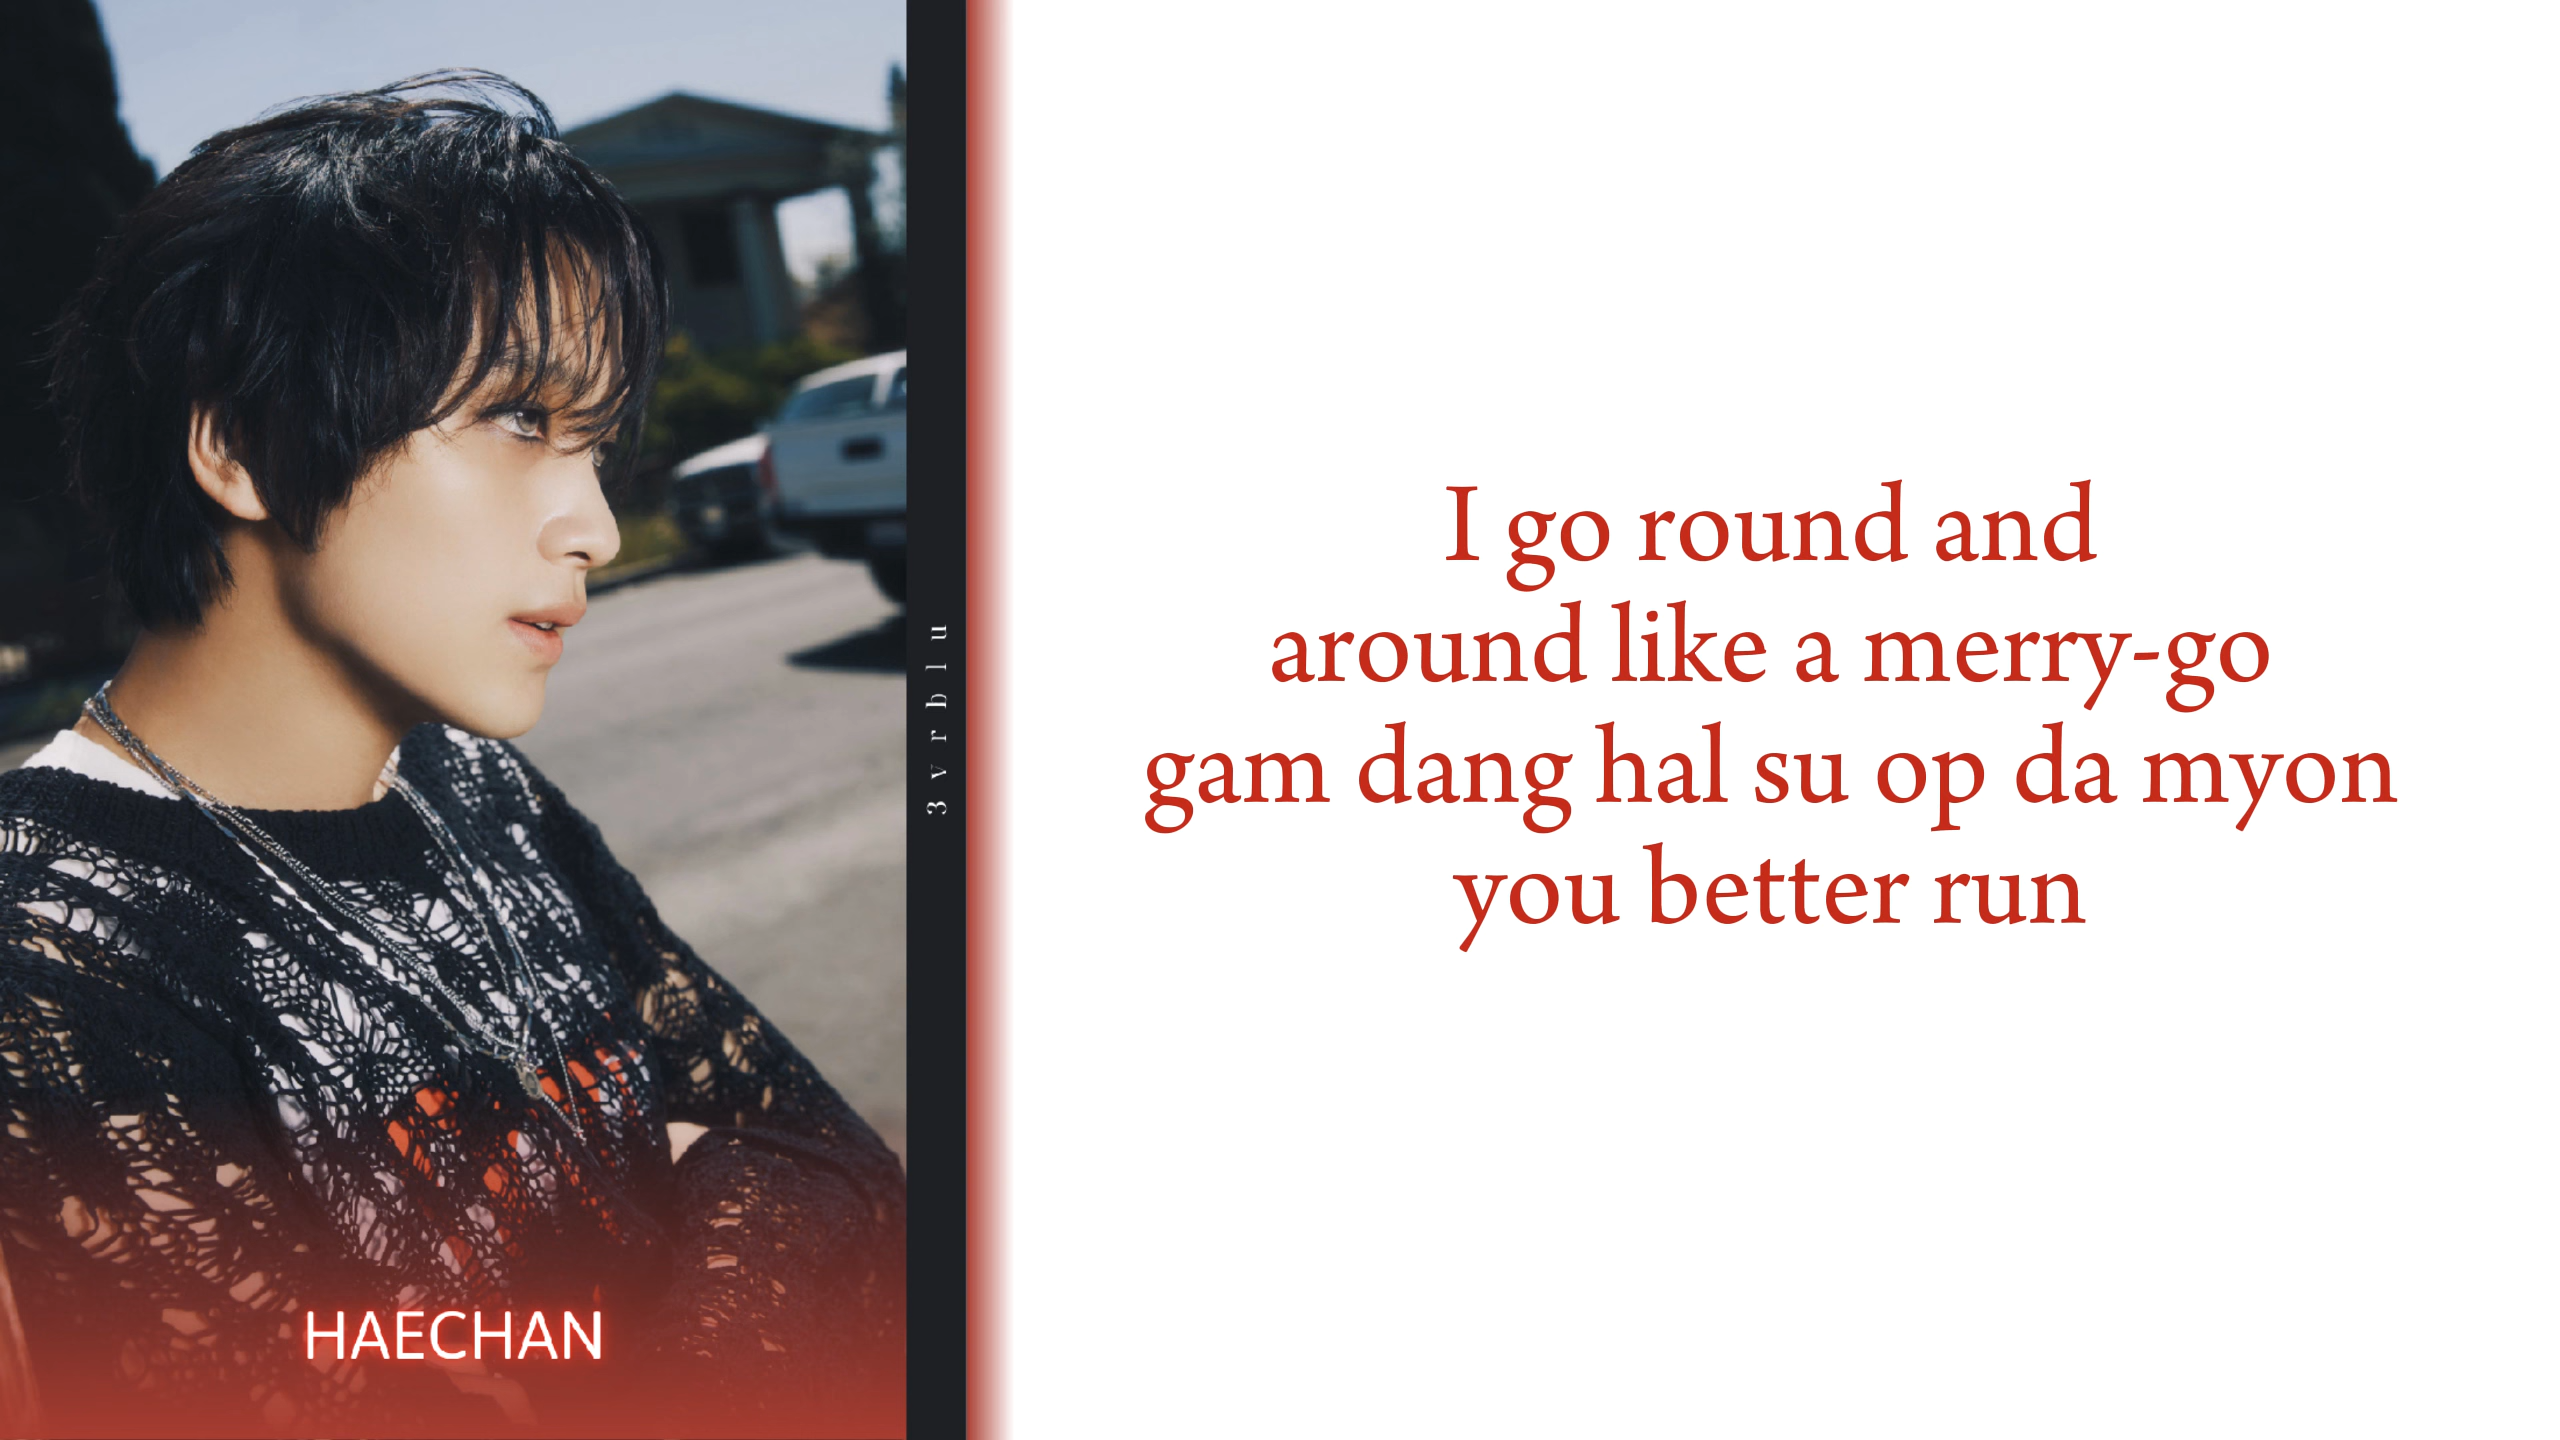 HAECHAN
3vrblu
I go round and
around like a merry-go
gam dang hal su op da myon
you better run